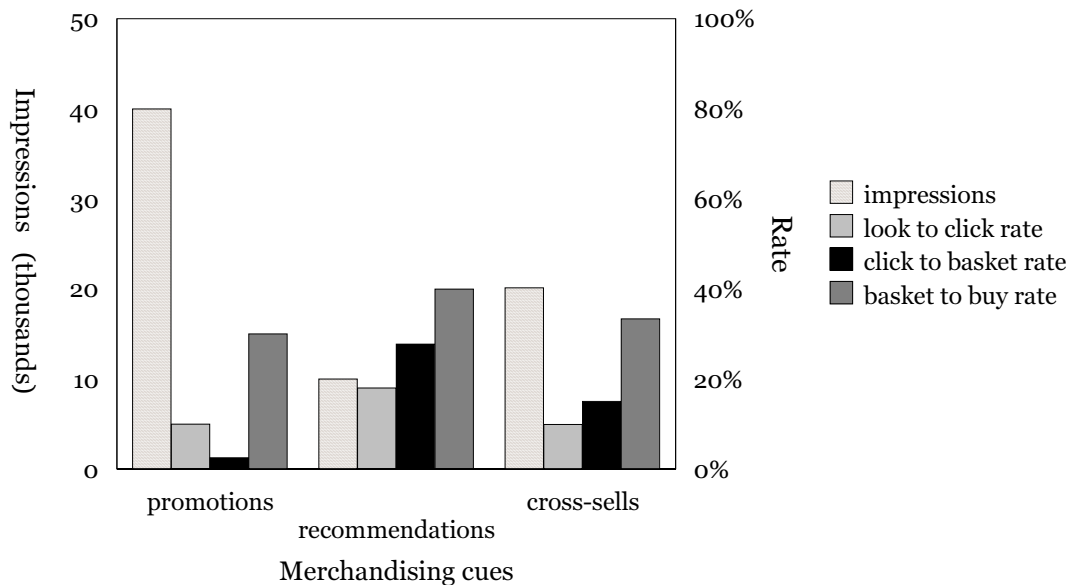 50
40
30
20
10
0
Impressions (thousands)
100%
80%
60%
40%
20%
0%
Rate
impressions
look to click rate
click to basket rate
basket to buy rate
promotions
recommendations
cross-sells
Merchandising cues